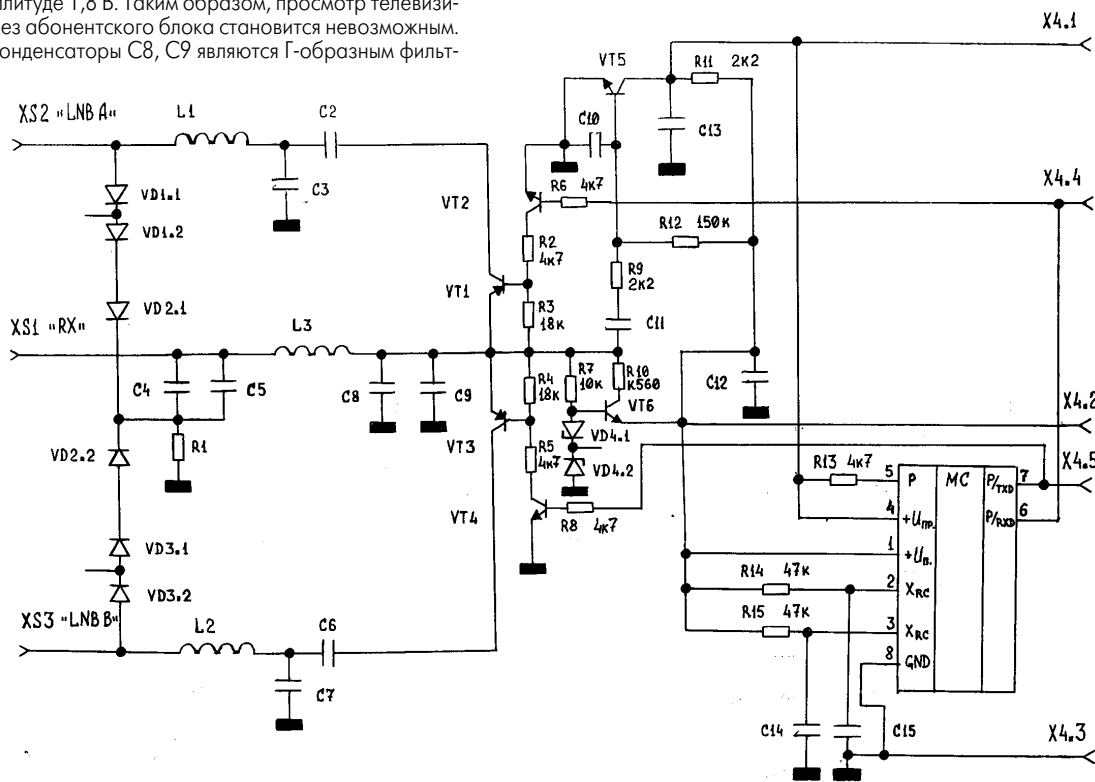 плитуде 1,8 В. Таким образом, просмотр телевизи-
ез абонентского блока становится невозможным.
онденсаторы С8, С9 являются Г-образным фильт-
X4.1
VT5
R11 2к2
XS2 "LNB A"
L1
C2
C10
C13
C3
VD1.1
VD1.2
VT2
R6 4к7
X4.4
R2
4к7
R12 150к
R9
2к2
VT1
VD2.1
R3
18к
C11
XS1 "RX"
L3
C4
C5
C8
C9
R4
18к
R7
10к
R10
к560
C12
VT6
X4.2
VD2.2
R1
VT3
R5
4к7
VD4.1
VD4.2
R13 4к7
X4.5
5 P MC P/TXD 7
VT4
R8 4к7
4 +Uпр. P/RXD 6
VD3.1
1 +Uп.
VD3.2
R14 47к
2 XRC
XS3 "LNB B"
R15 47к
3 XRC
L2
C6
8 GND
C7
C14
C15
X4.3